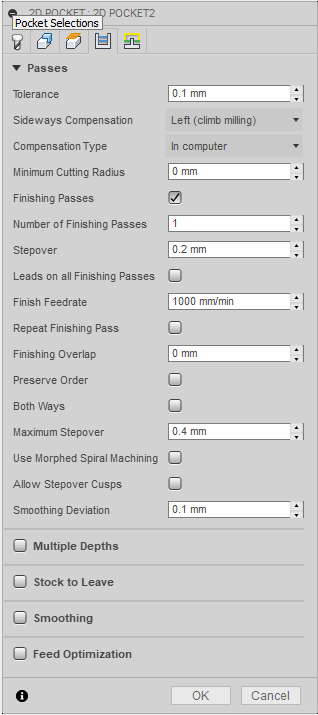 2D POCKET : 2D POCKET2
Pocket Selections
Passes
Tolerance 0.1 mm
Sideways Compensation Left (climb milling)
Compensation Type In computer
Minimum Cutting Radius 0 mm
Finishing Passes
Number of Finishing Passes 1
Stepover 0.2 mm
Leads on all Finishing Passes
Finish Feedrate 1000 mm/min
Repeat Finishing Pass
Finishing Overlap 0 mm
Preserve Order
Both Ways
Maximum Stepover 0.4 mm
Use Morphed Spiral Machining
Allow Stepover Cusps
Smoothing Deviation 0.1 mm
Multiple Depths
Stock to Leave
Smoothing
Feed Optimization
OK Cancel